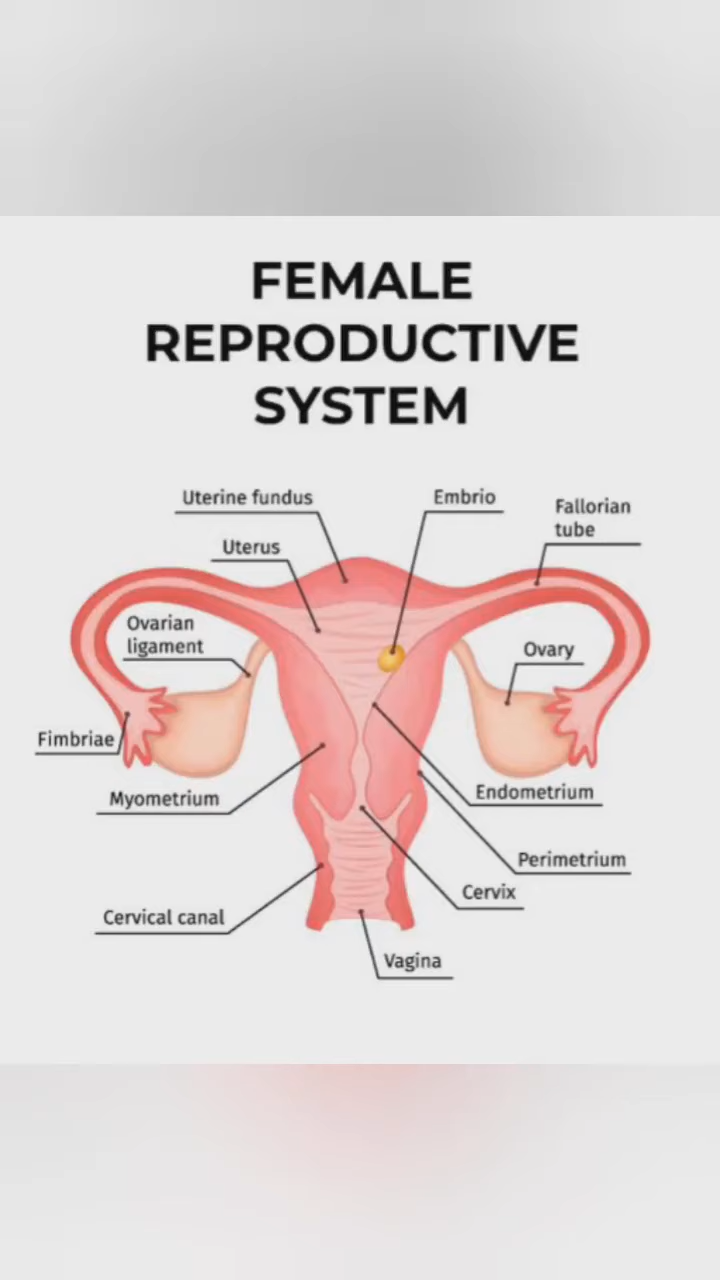 FEMALE
REPRODUCTIVE
SYSTEM
Uterine fundus
Embrio
Fallorian
tube
Uterus
Ovarian
ligament
Ovary
Fimbriae
Myometrium
Endometrium
Perimetrium
Cervix
Cervical canal
Vagina